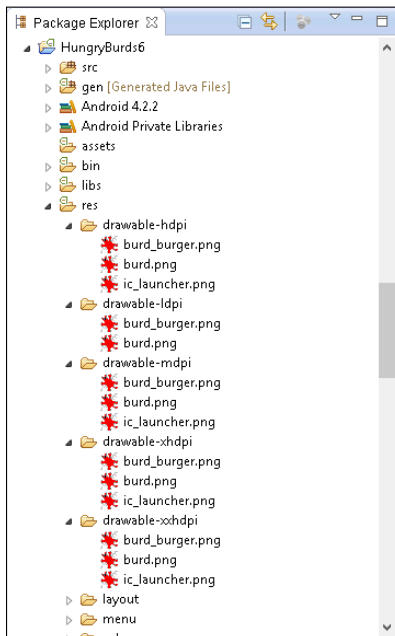 Package Explorer
HungryBurds6
src
gen [Generated Java Files]
Android 4.2.2
Android Private Libraries
assets
bin
libs
res
drawable-hdpi
burd_burger.png
burd.png
ic_launcher.png
drawable-ldpi
burd_burger.png
burd.png
drawable-mdpi
burd_burger.png
burd.png
ic_launcher.png
drawable-xhdpi
burd_burger.png
burd.png
ic_launcher.png
drawable-xxhdpi
burd_burger.png
burd.png
ic_launcher.png
layout
menu